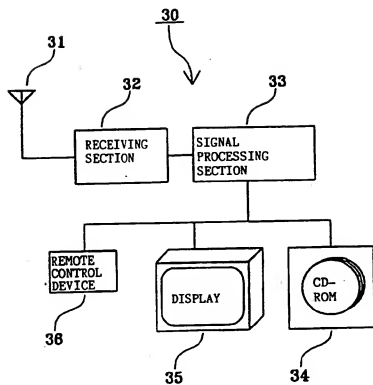 30
31
32
33
RECEIVING
SECTION
SIGNAL
PROCESSING
SECTION
REMOTE
CONTROL
DEVICE
DISPLAY
CD-
ROM
36
35
34